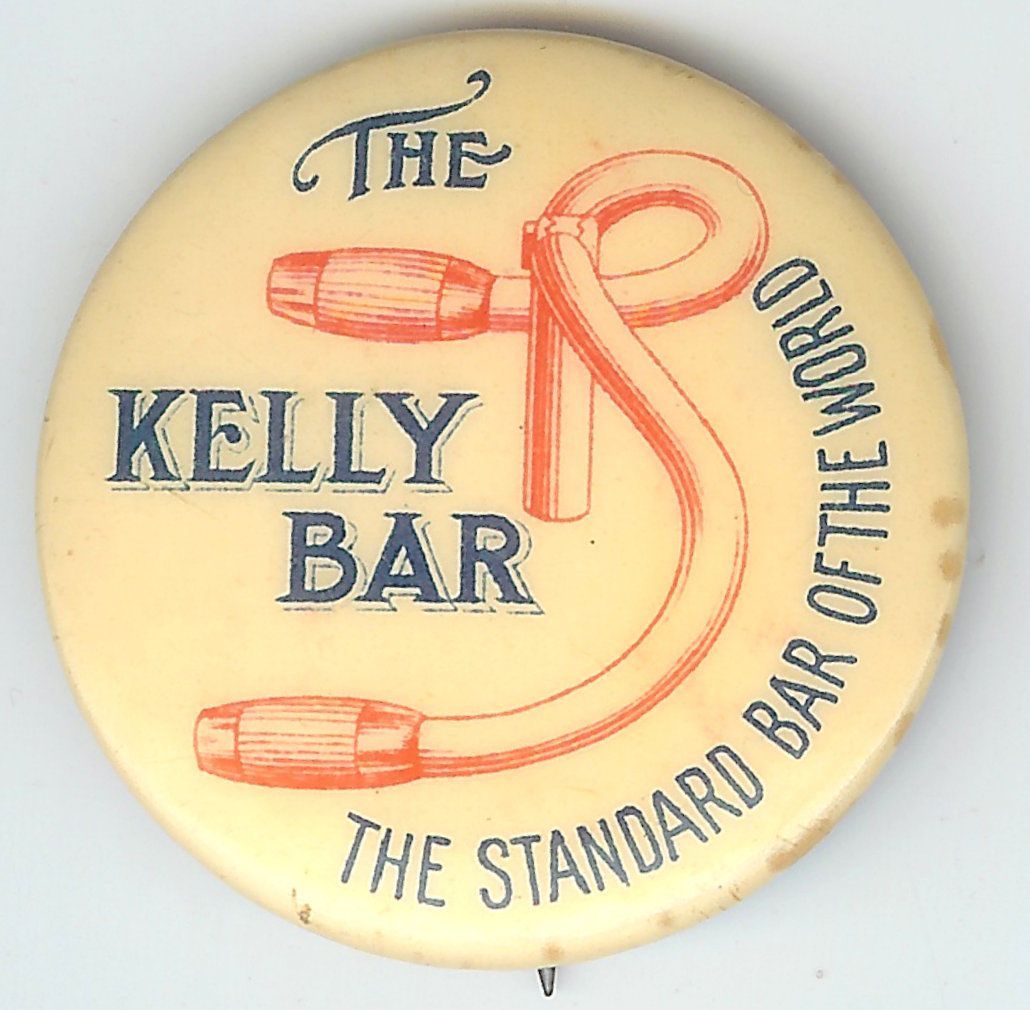 THE
KELLY
BAR
THE STANDARD BAR OF THE WORLD